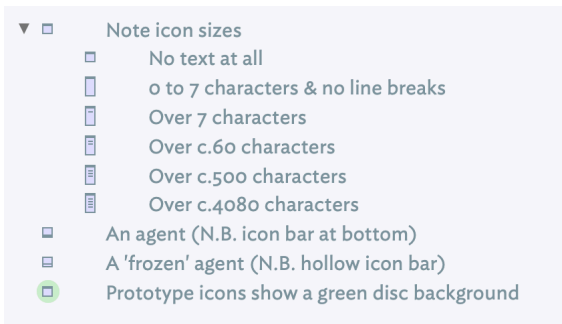 Note icon sizes
No text at all
0 to 7 characters & no line breaks
Over 7 characters
Over c.60 characters
Over c.500 characters
Over c.4080 characters
An agent (N.B. icon bar at bottom)
A 'frozen' agent (N.B. hollow icon bar)
Prototype icons show a green disc background